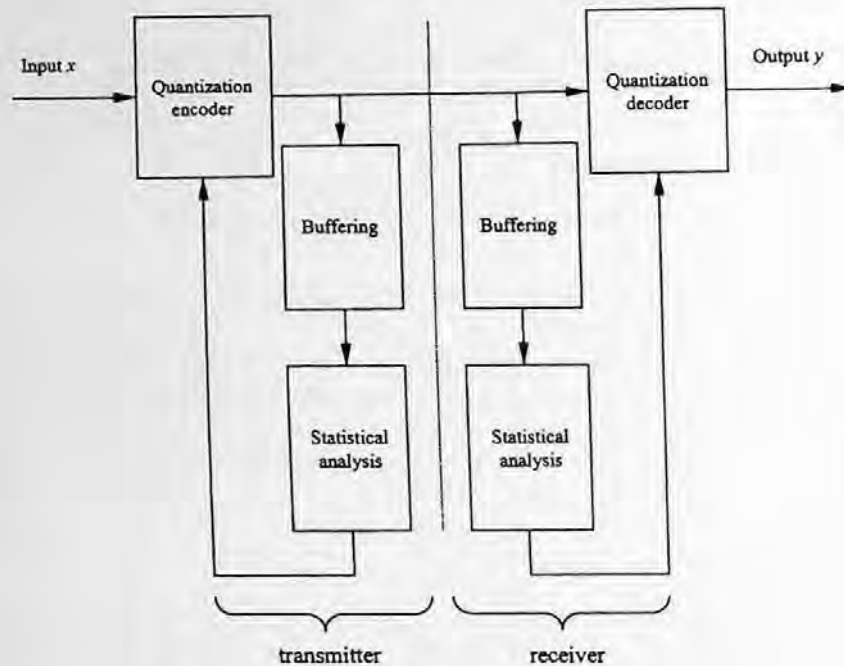 Input x
Quantization
encoder
Quantization
decoder
Output y
Buffering
Buffering
Statistical
analysis
Statistical
analysis
transmitter
receiver